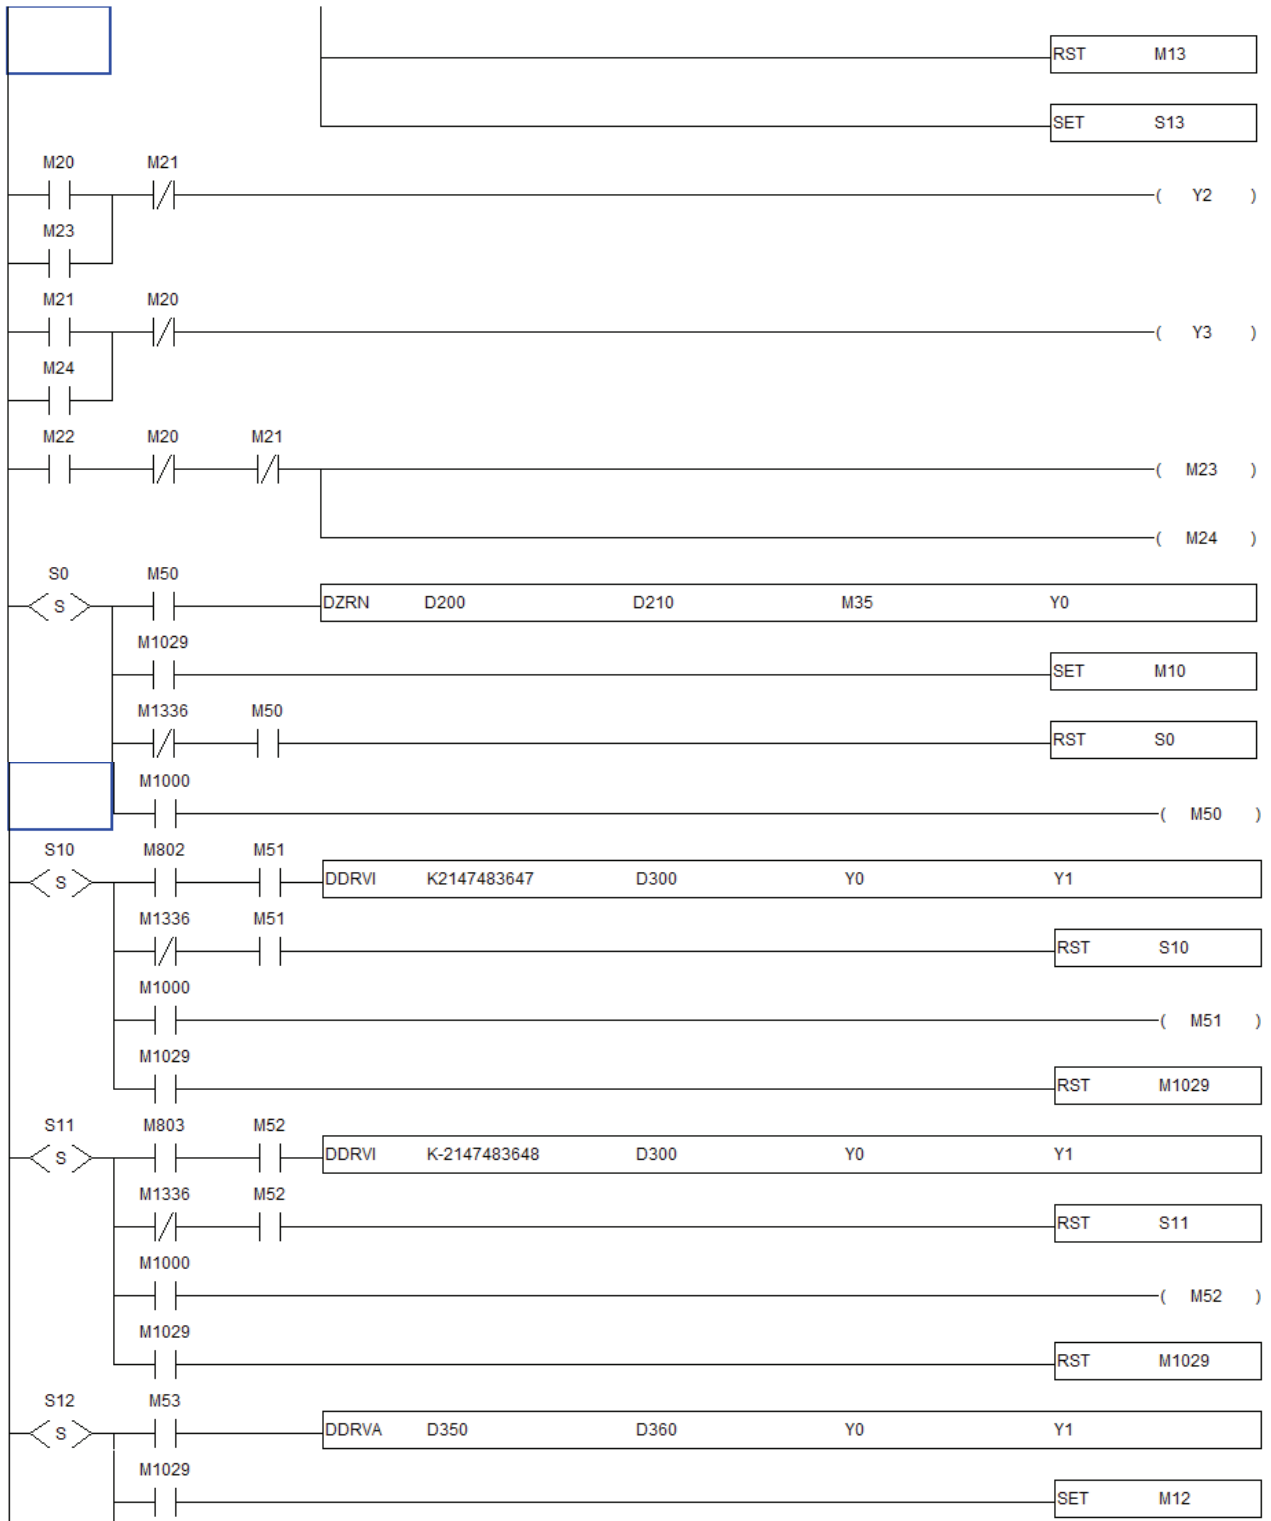 RST M13
SET S13
M20 M21
( Y2 )
M23
M21 M20
( Y3 )
M24
M22 M20 M21
( M23 )
( M24 )
S0 M50
S DZRN D200 D210 M35 Y0
M1029
SET M10
M1336 M50
RST S0
M1000
( M50 )
S10 M802 M51
S DDRVI K2147483647 D300 Y0 Y1
M1336 M51
RST S10
M1000
( M51 )
M1029
RST M1029
S11 M803 M52
S DDRVI K-2147483648 D300 Y0 Y1
M1336 M52
RST S11
M1000
( M52 )
M1029
RST M1029
S12 M53
S DDRVA D350 D360 Y0 Y1
M1029
SET M12